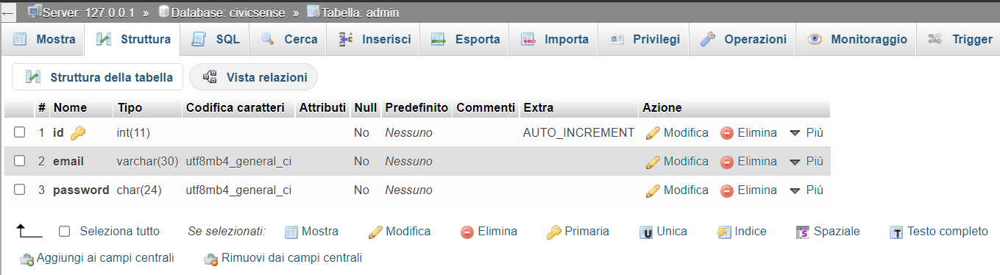 Server: 127.0.0.1 » Database: civicsense » Tabella: admin
Mostra Struttura SQL Cerca Inserisci Esporta Importa Privilegi Operazioni Monitoraggio Trigger
Struttura della tabella Vista relazioni
# Nome Tipo Codifica caratteri Attributi Null Predefinito Commenti Extra Azione
1 id int(11) No Nessuno AUTO_INCREMENT Modifica Elimina Più
2 email varchar(30) utf8mb4_general_ci No Nessuno Modifica Elimina Più
3 password char(24) utf8mb4_general_ci No Nessuno Modifica Elimina Più
Seleziona tutto Se selezionati: Mostra Modifica Elimina Primaria Unica Indice Spaziale Testo completo
Aggiungi ai campi centrali Rimuovi dai campi centrali